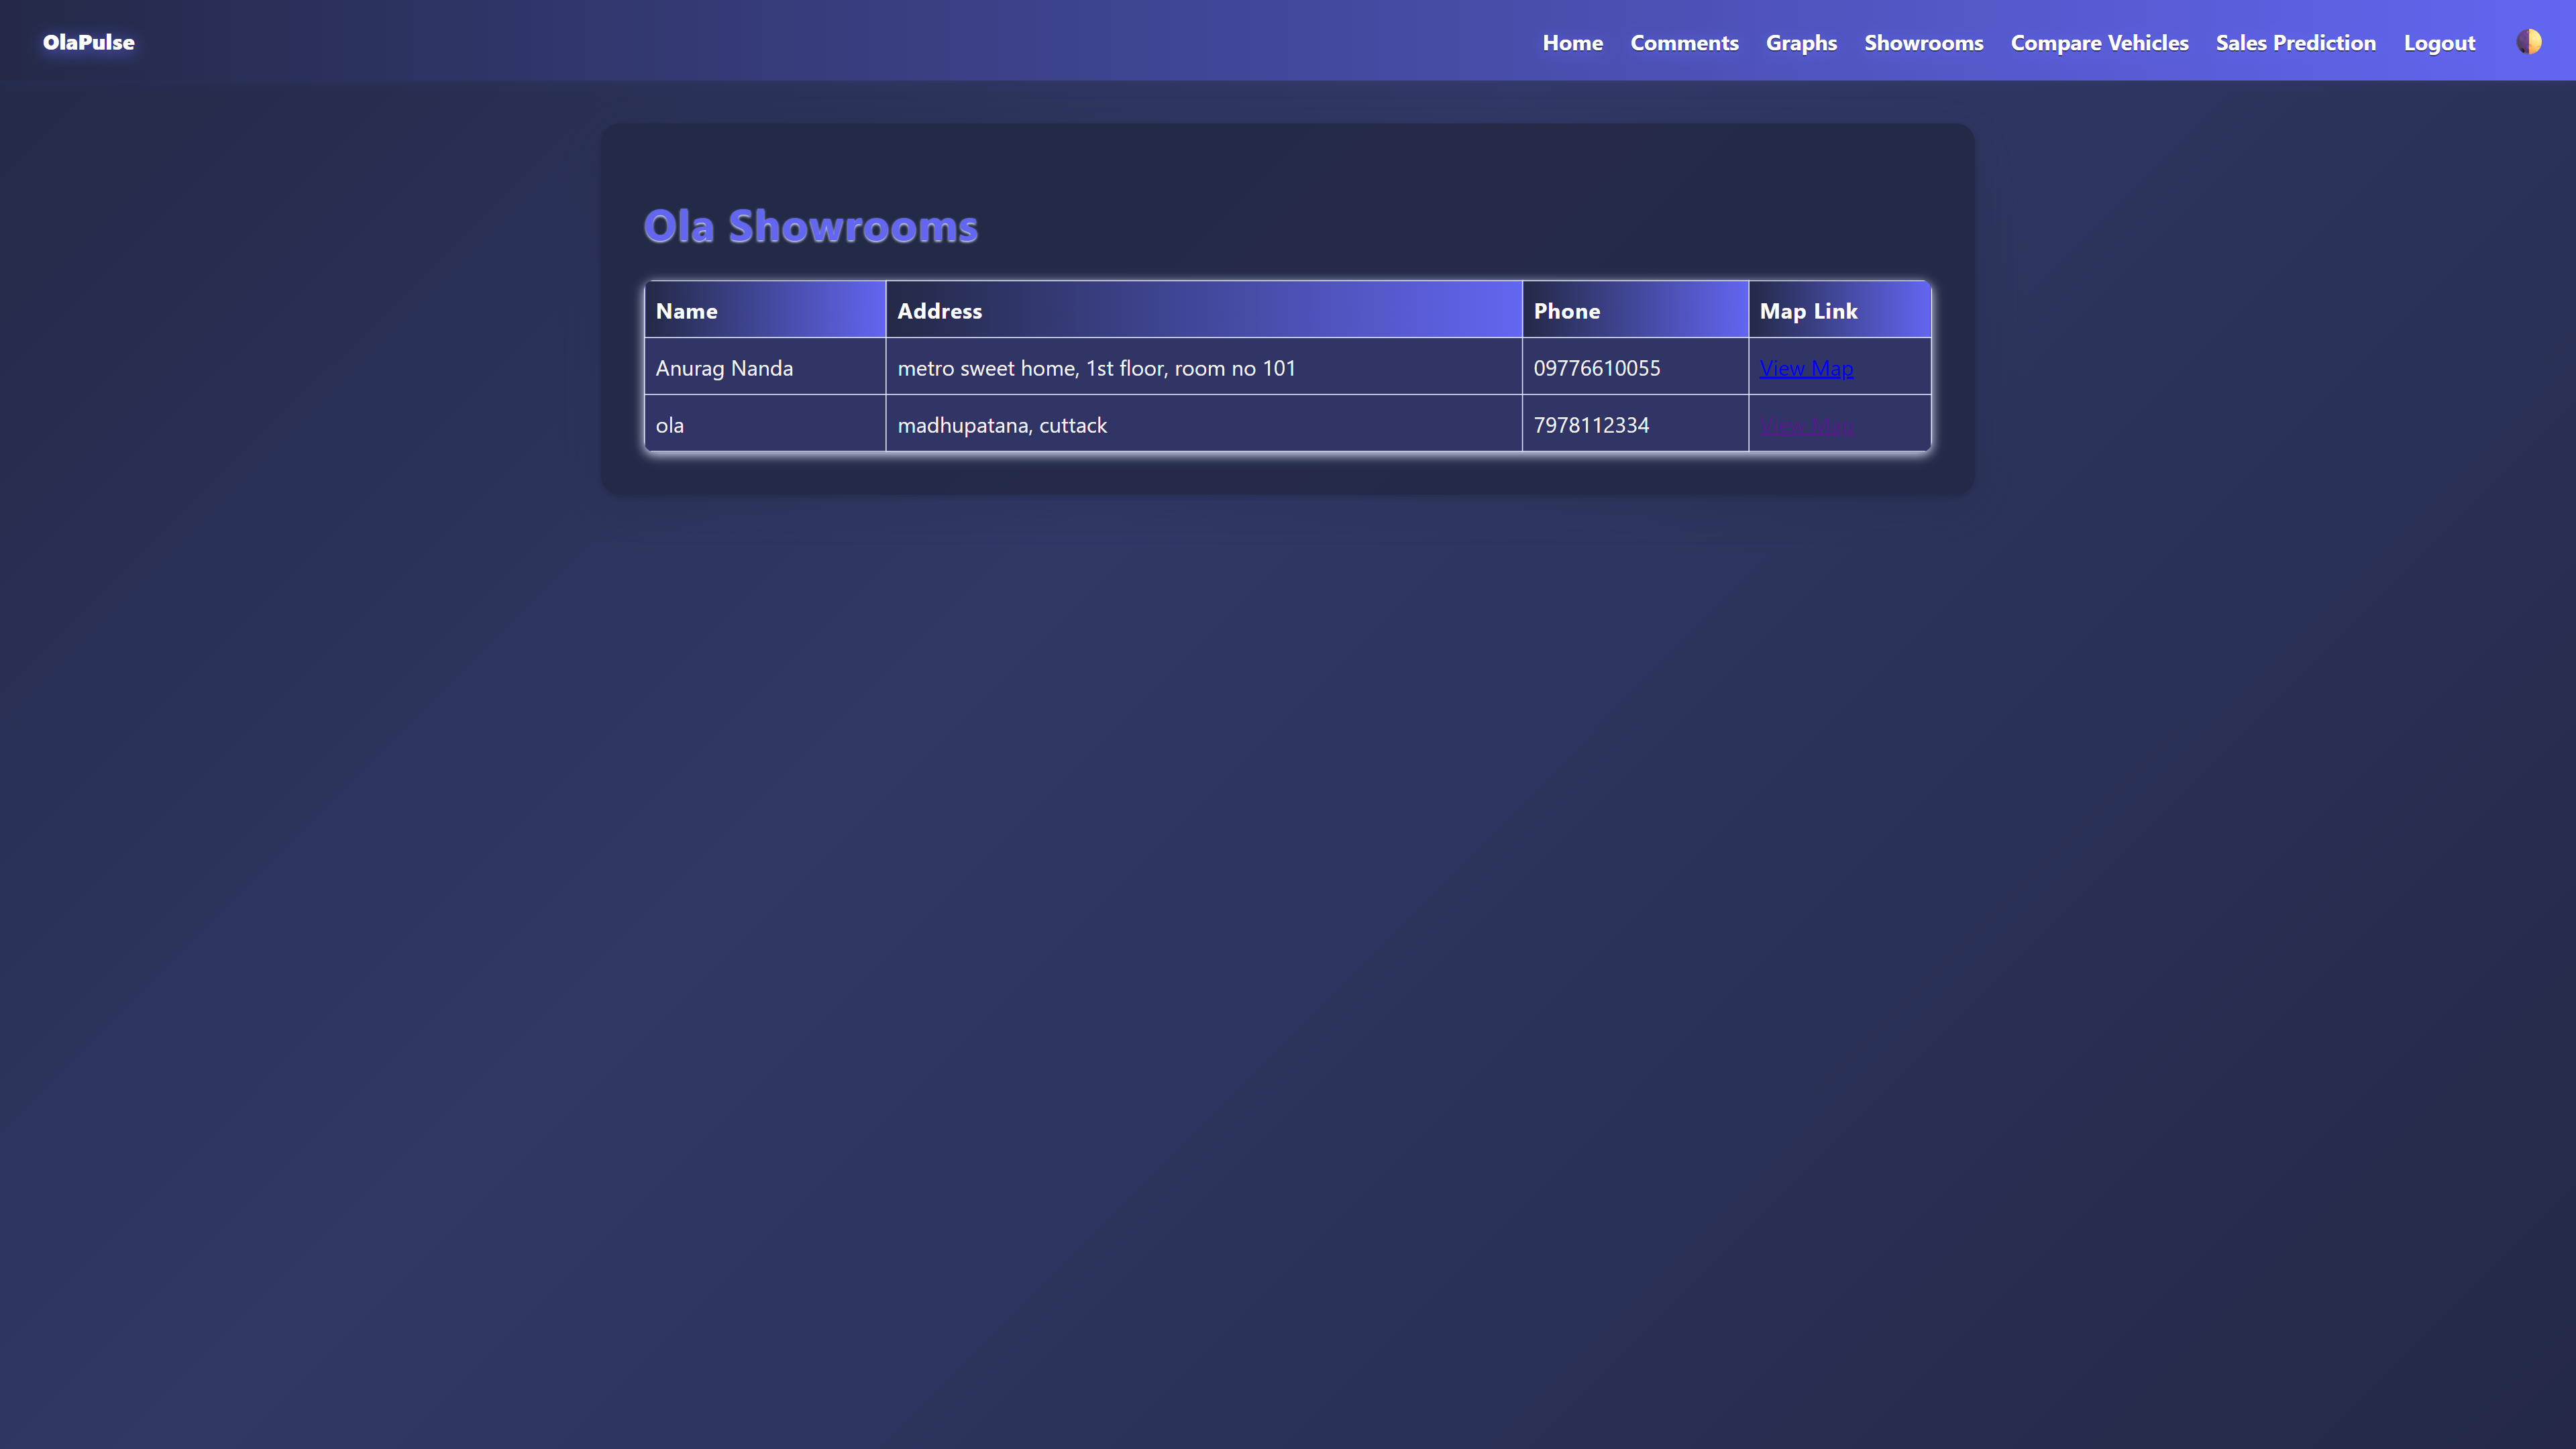 OlaPulse
Home Comments Graphs Showrooms Compare Vehicles Sales Prediction Logout
Ola Showrooms
Name Address Phone Map Link
Anurag Nanda metro sweet home, 1st floor, room no 101 09776610055 View Map
ola madhupatana, cuttack 7978112334 View Map